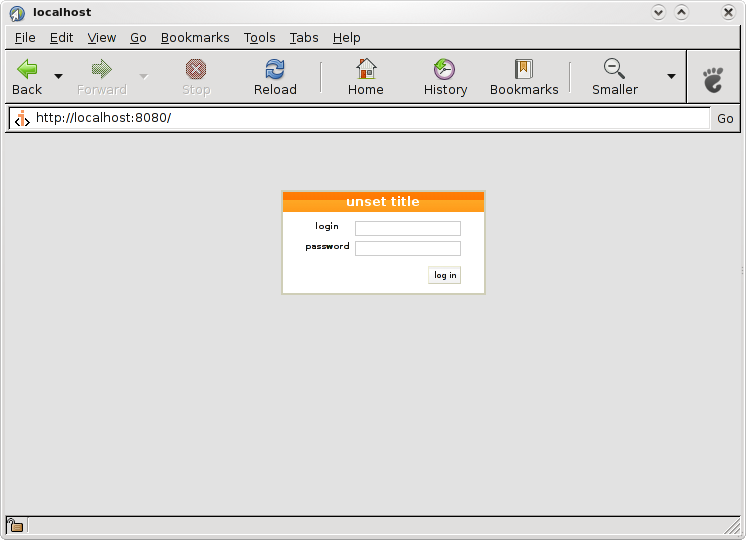 localhost
File Edit View Go Bookmarks Tools Tabs Help
Back Forward Stop Reload Home History Bookmarks Smaller
http://localhost:8080/ Go
unset title
login
password
log in